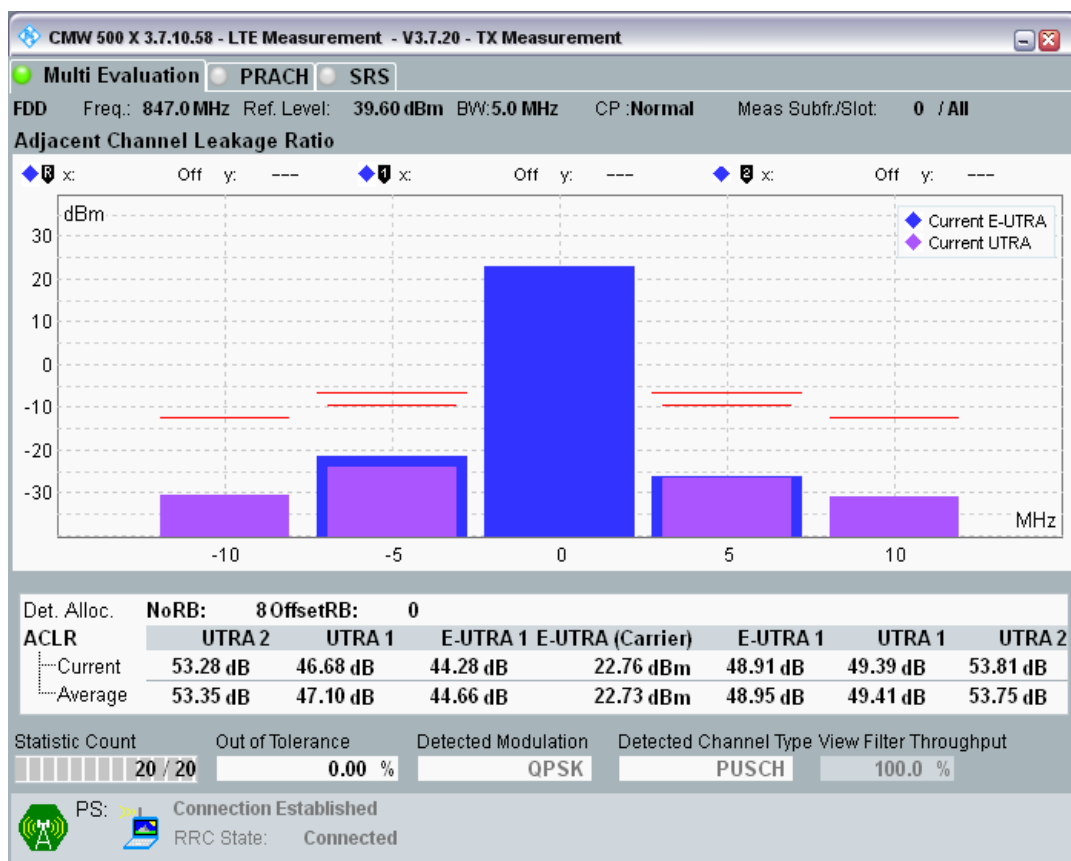 CMW 500 X 3.7.10.58 - LTE Measurement - V3.7.20 - TX Measurement
Multi Evaluation PRACH SRS
FDD Freq.: 847.0 MHz Ref. Level: 39.60 dBm BW:5.0 MHz CP :Normal Meas Subfr./Slot: 0 / All
Adjacent Channel Leakage Ratio
R x: Off y: --- 1 x: Off y: --- 2 x: Off y: ---
dBm
Current E-UTRA
Current UTRA
30
20
10
0
-10
-20
-30
MHz
-10 -5 0 5 10
Det. Alloc. NoRB: 8 OffsetRB: 0
ACLR UTRA 2 UTRA 1 E-UTRA 1 E-UTRA (Carrier) E-UTRA 1 UTRA 1 UTRA 2
Current 53.28 dB 46.68 dB 44.28 dB 22.76 dBm 48.91 dB 49.39 dB 53.81 dB
Average 53.35 dB 47.10 dB 44.66 dB 22.73 dBm 48.95 dB 49.41 dB 53.75 dB
Statistic Count Out of Tolerance Detected Modulation Detected Channel Type View Filter Throughput
20 / 20 0.00 % QPSK PUSCH 100.0 %
PS: Connection Established
RRC State: Connected